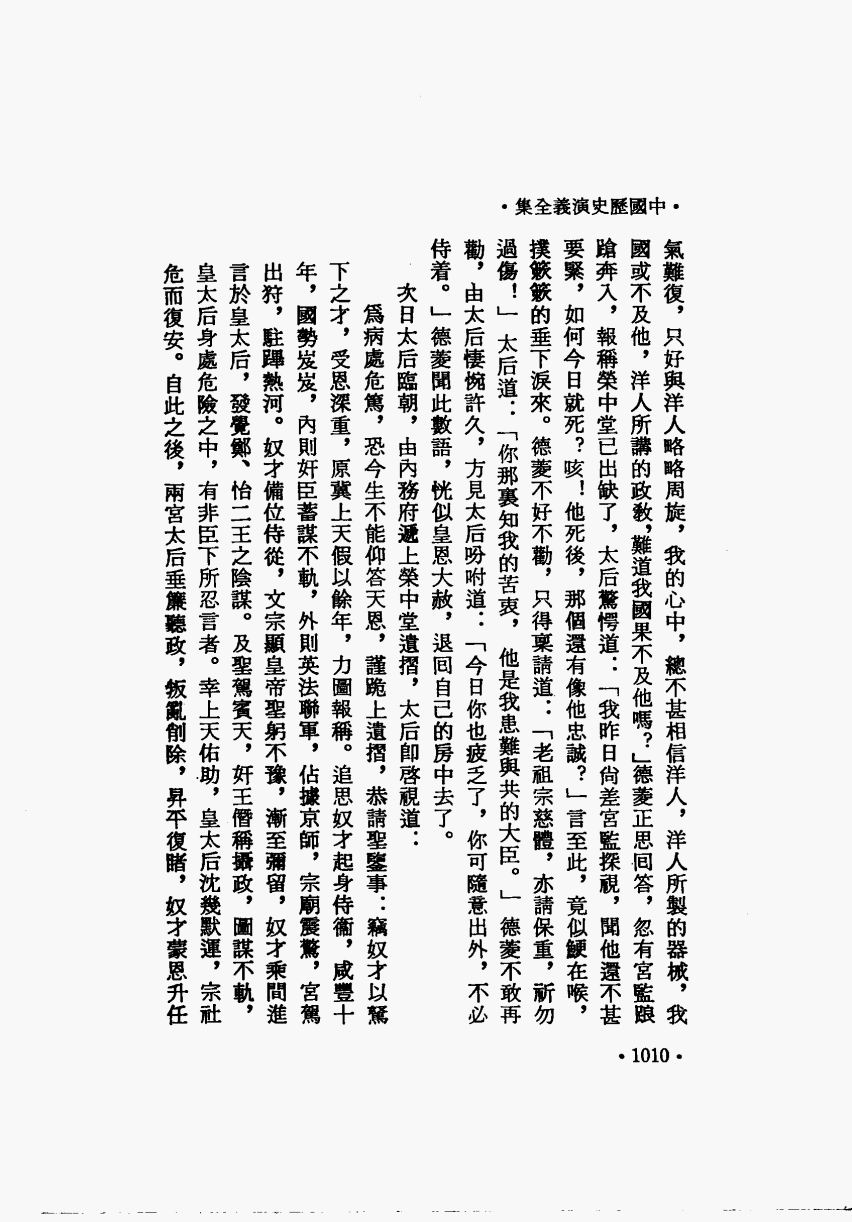 •中國歷史演義全集•
氣難復，只好與洋人略略周旋，我的心中，總不甚相信洋人，洋人所製的器械，我
國或不及他，洋人所講的政教，難道我國果不及他嗎？」德菱正思回答，忽有宮監踉
蹌奔入，報稱榮中堂已出缺了，太后驚愕道：「我昨日尙差宮監探視，聞他還不甚
要緊，如何今日就死？咳！他死後，那個還有像他忠誠？」言至此，竟似鯁在喉，
撲簌簌的垂下淚來。德菱不好不勸，只得稟請道：「老祖宗慈體，亦請保重，祈勿
過傷！」太后道：「你那裏知我的苦衷，他是我患難與共的大臣。」德菱不敢再
勸，由太后悽惋許久，方見太后吩咐道：「今日你也疲乏了，你可隨意出外，不必
侍着。」德菱聞此數語，恍似皇恩大赦，退回自己的房中去了。
次日太后臨朝，由內務府遞上榮中堂遺摺，太后卽啓視道：
爲病處危篤，恐今生不能仰答天恩，謹跪上遺摺，恭請聖鑒事：竊奴才以駑
下之才，受恩深重，原冀上天假以餘年，力圖報稱。追思奴才起身侍衞，咸豐十
年，國勢岌岌，內則奸臣蓄謀不軌，外則英法聯軍，佔據京師，宗廟震驚，宮駕
出狩，駐蹕熱河。奴才備位侍從，文宗顯皇帝聖躬不豫，漸至彌留，奴才乘間進
言於皇太后，發覺鄭、怡二王之陰謀。及聖駕賓天，奸王僭稱攝政，圖謀不軌，
皇太后身處危險之中，有非臣下所忍言者。幸上天佑助，皇太后沈幾默運，宗社
危而復安。自此之後，兩宮太后垂簾聽政，叛亂削除，昇平復睹，奴才蒙恩升任
•1010•